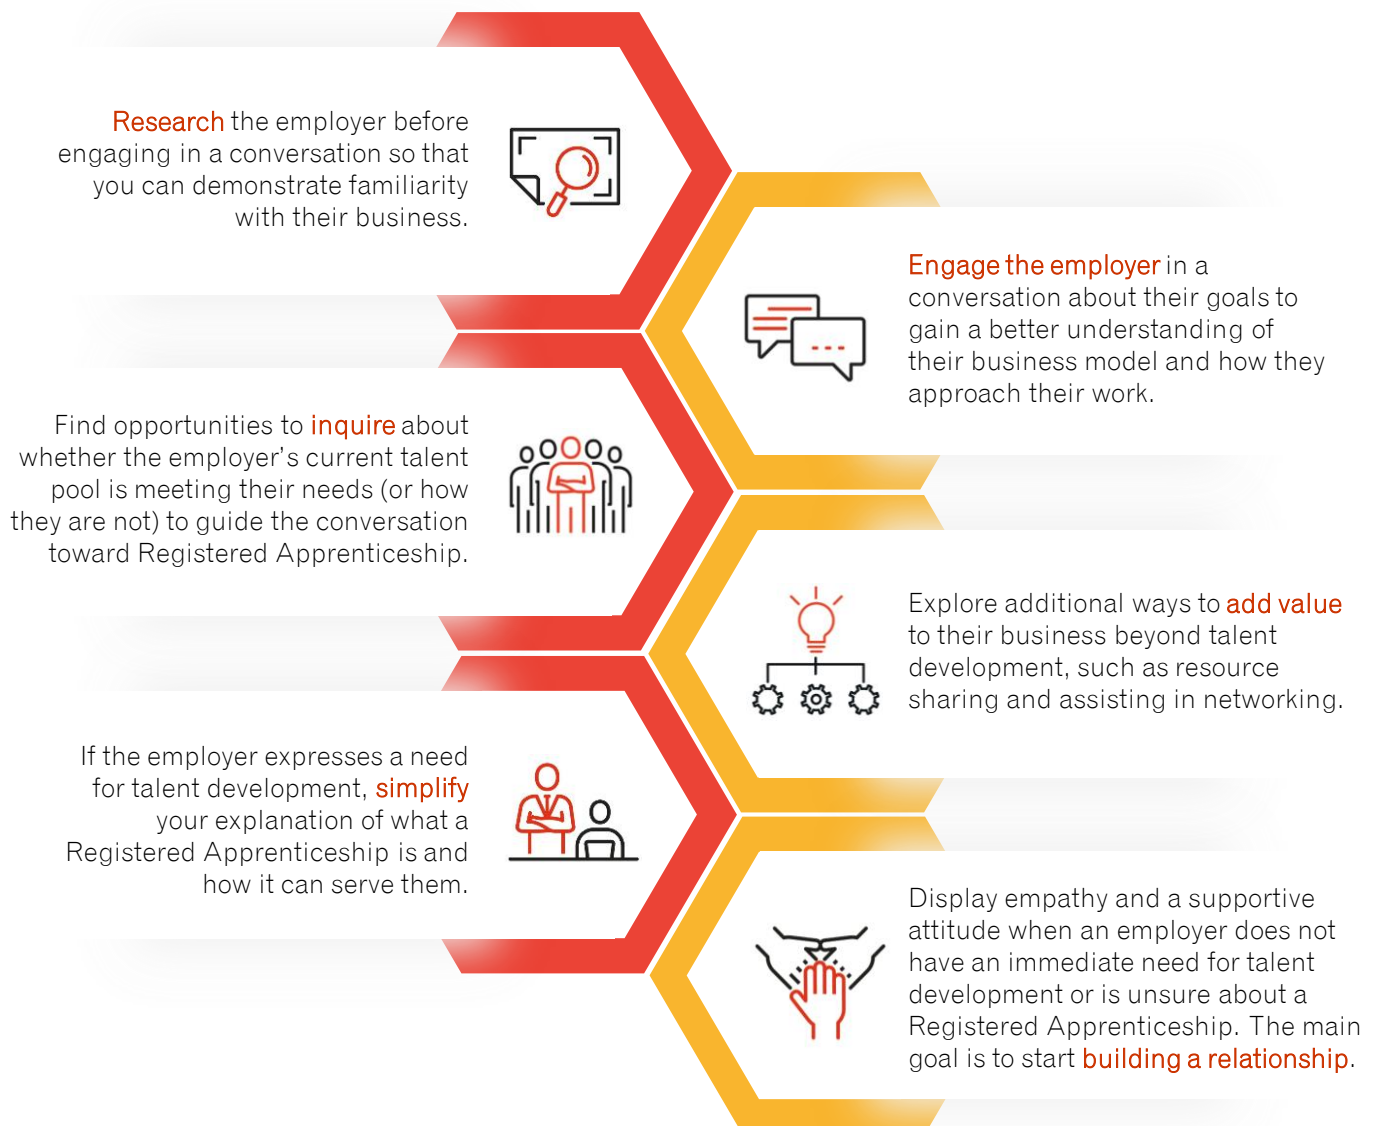 Research the employer before
engaging in a conversation so that
you can demonstrate familiarity
with their business.
Engage the employer in a
conversation about their goals to
gain a better understanding of
their business model and how they
approach their work.
Find opportunities to inquire about
whether the employer’s current talent
pool is meeting their needs (or how
they are not) to guide the conversation
toward Registered Apprenticeship.
Explore additional ways to add value
to their business beyond talent
development, such as resource
sharing and assisting in networking.
If the employer expresses a need
for talent development, simplify
your explanation of what a
Registered Apprenticeship is and
how it can serve them.
Display empathy and a supportive
attitude when an employer does not
have an immediate need for talent
development or is unsure about a
Registered Apprenticeship. The main
goal is to start building a relationship.